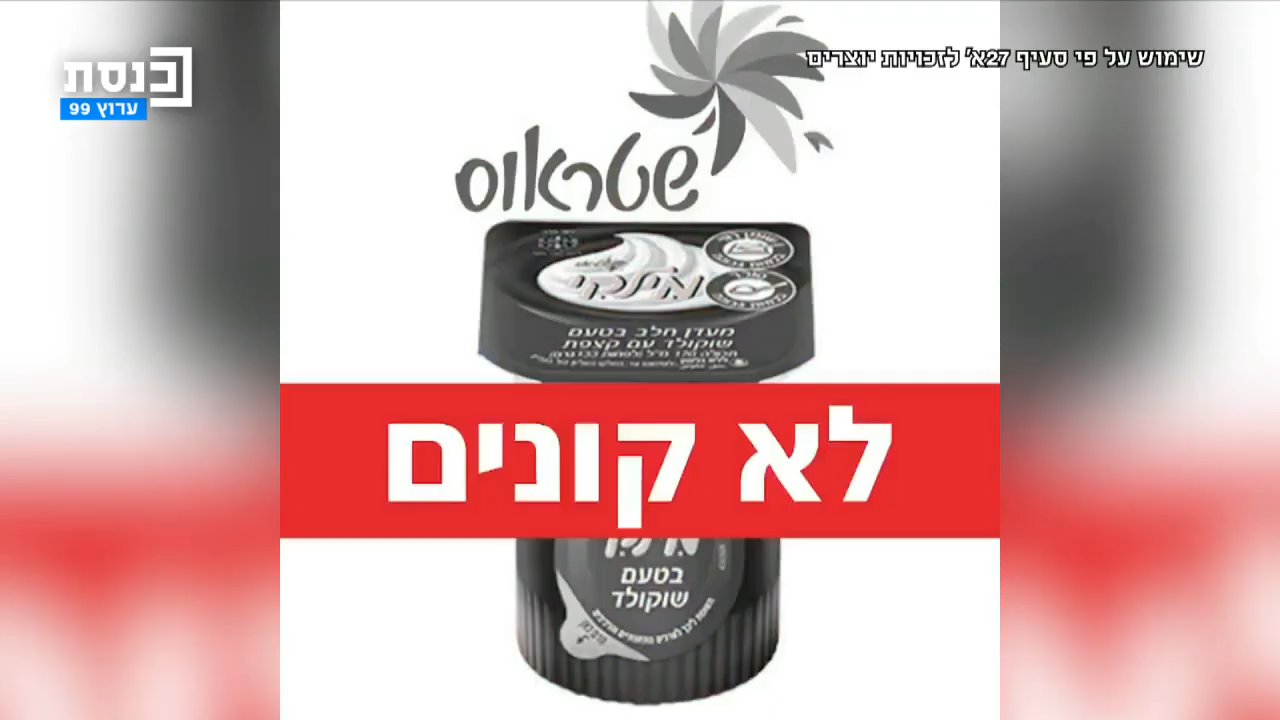 כנסת
ערוץ 99
שימוש על פי סעיף 27א' לזכויות יוצרים
שטראוס
מילקי
מעדן חלב בטעם
שוקולד עם קצפת
לא קונים
בטעם
שוקולד